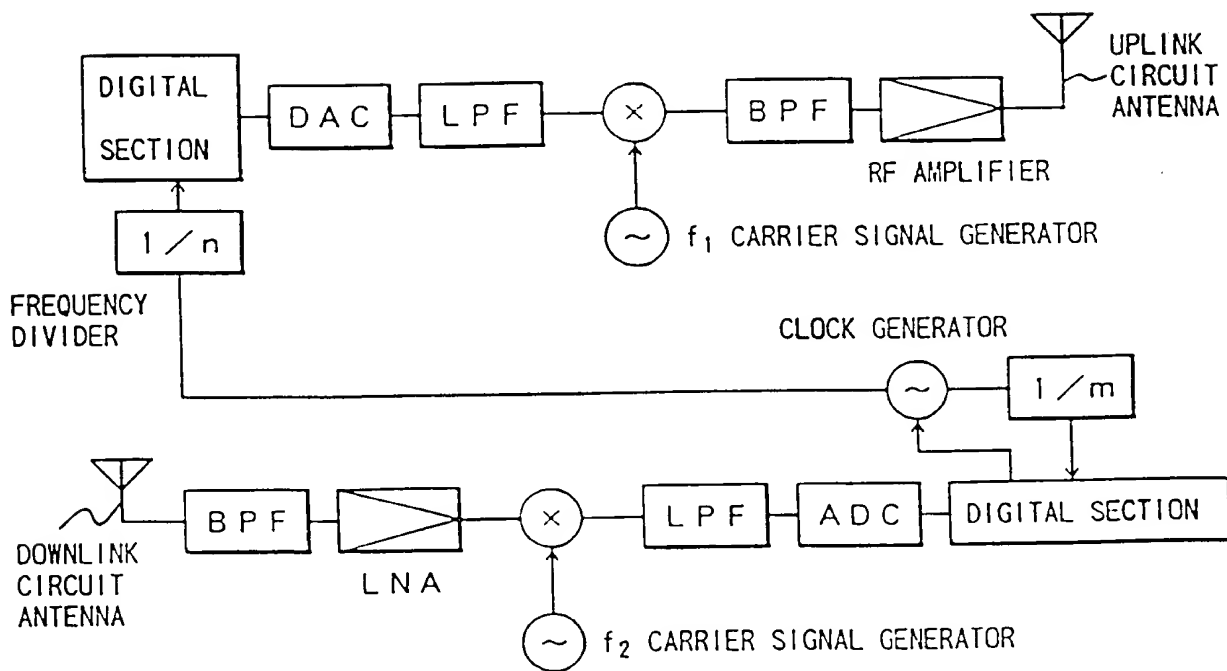 DIGITAL
SECTION
DAC
LPF
×
BPF
RF AMPLIFIER
UPLINK
CIRCUIT
ANTENNA
1/n
~ f₁ CARRIER SIGNAL GENERATOR
FREQUENCY
DIVIDER
CLOCK GENERATOR
~
1/m
BPF
LNA
×
LPF
ADC
DIGITAL SECTION
DOWNLINK
CIRCUIT
ANTENNA
~ f₂ CARRIER SIGNAL GENERATOR